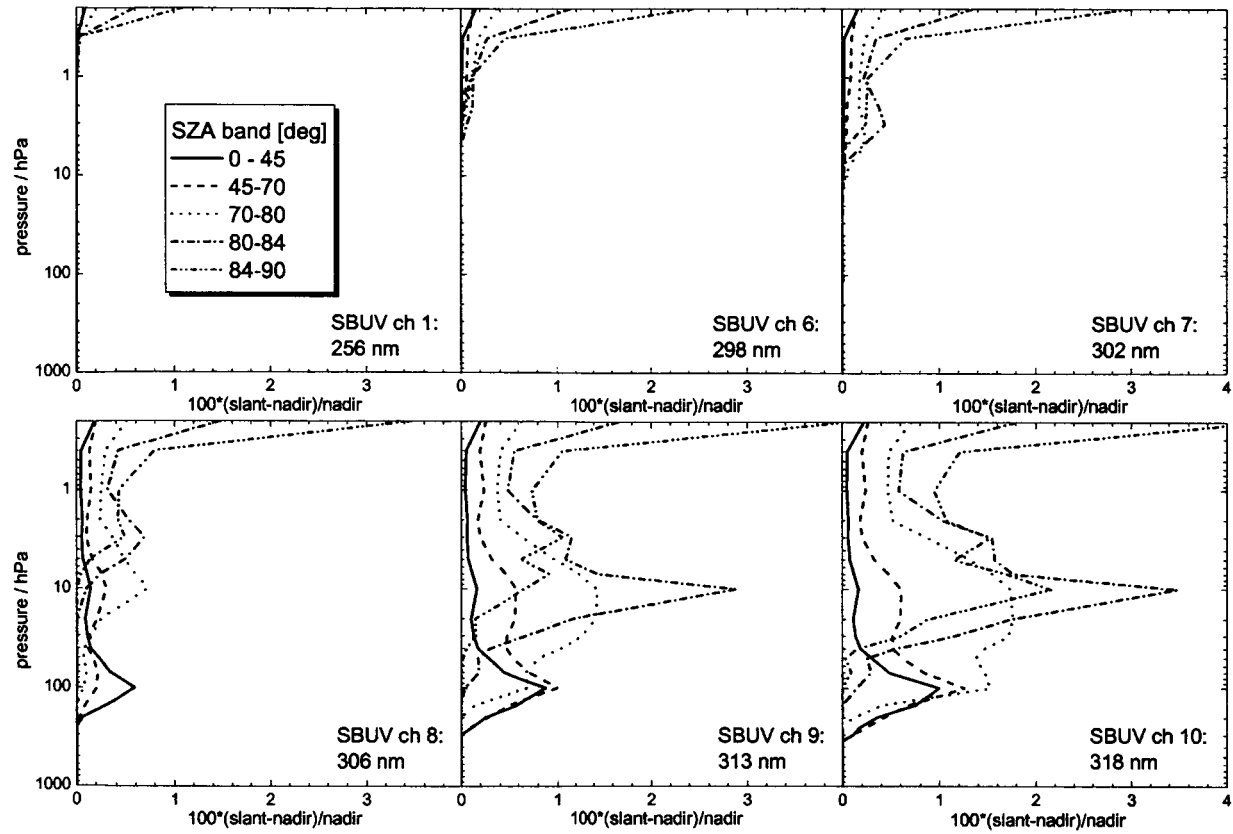 pressure / hPa
1
10
100
1000
SZA band [deg]
0 - 45
45-70
70-80
80-84
84-90
SBUV ch 1:
256 nm
0 1 2 3
100*(slant-nadir)/nadir
SBUV ch 6:
298 nm
0 1 2 3
100*(slant-nadir)/nadir
SBUV ch 7:
302 nm
0 1 2 3 4
100*(slant-nadir)/nadir
pressure / hPa
1
10
100
1000
SBUV ch 8:
306 nm
0 1 2 3
100*(slant-nadir)/nadir
SBUV ch 9:
313 nm
0 1 2 3
100*(slant-nadir)/nadir
SBUV ch 10:
318 nm
0 1 2 3 4
100*(slant-nadir)/nadir